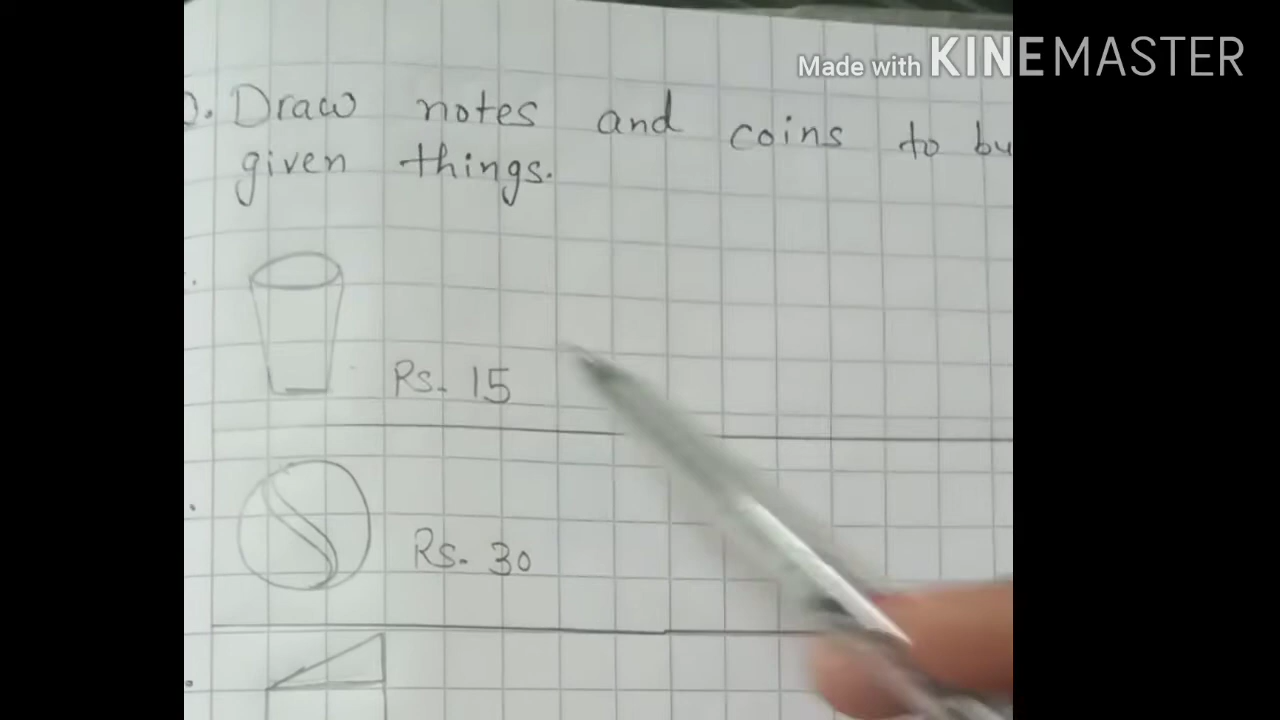 Made with KINEMASTER
Draw notes and coins to
given things.
Rs. 15
Rs. 30